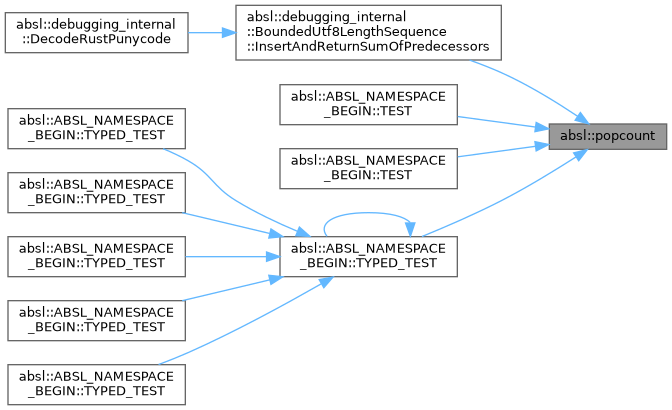 absl::debugging_internal
::DecodeRustPunycode
absl::debugging_internal
::BoundedUtf8LengthSequence
::InsertAndReturnSumOfPredecessors
absl::ABSL_NAMESPACE
_BEGIN::TEST
absl::popcount
absl::ABSL_NAMESPACE
_BEGIN::TYPED_TEST
absl::ABSL_NAMESPACE
_BEGIN::TEST
absl::ABSL_NAMESPACE
_BEGIN::TYPED_TEST
absl::ABSL_NAMESPACE
_BEGIN::TYPED_TEST
absl::ABSL_NAMESPACE
_BEGIN::TYPED_TEST
absl::ABSL_NAMESPACE
_BEGIN::TYPED_TEST
absl::ABSL_NAMESPACE
_BEGIN::TYPED_TEST